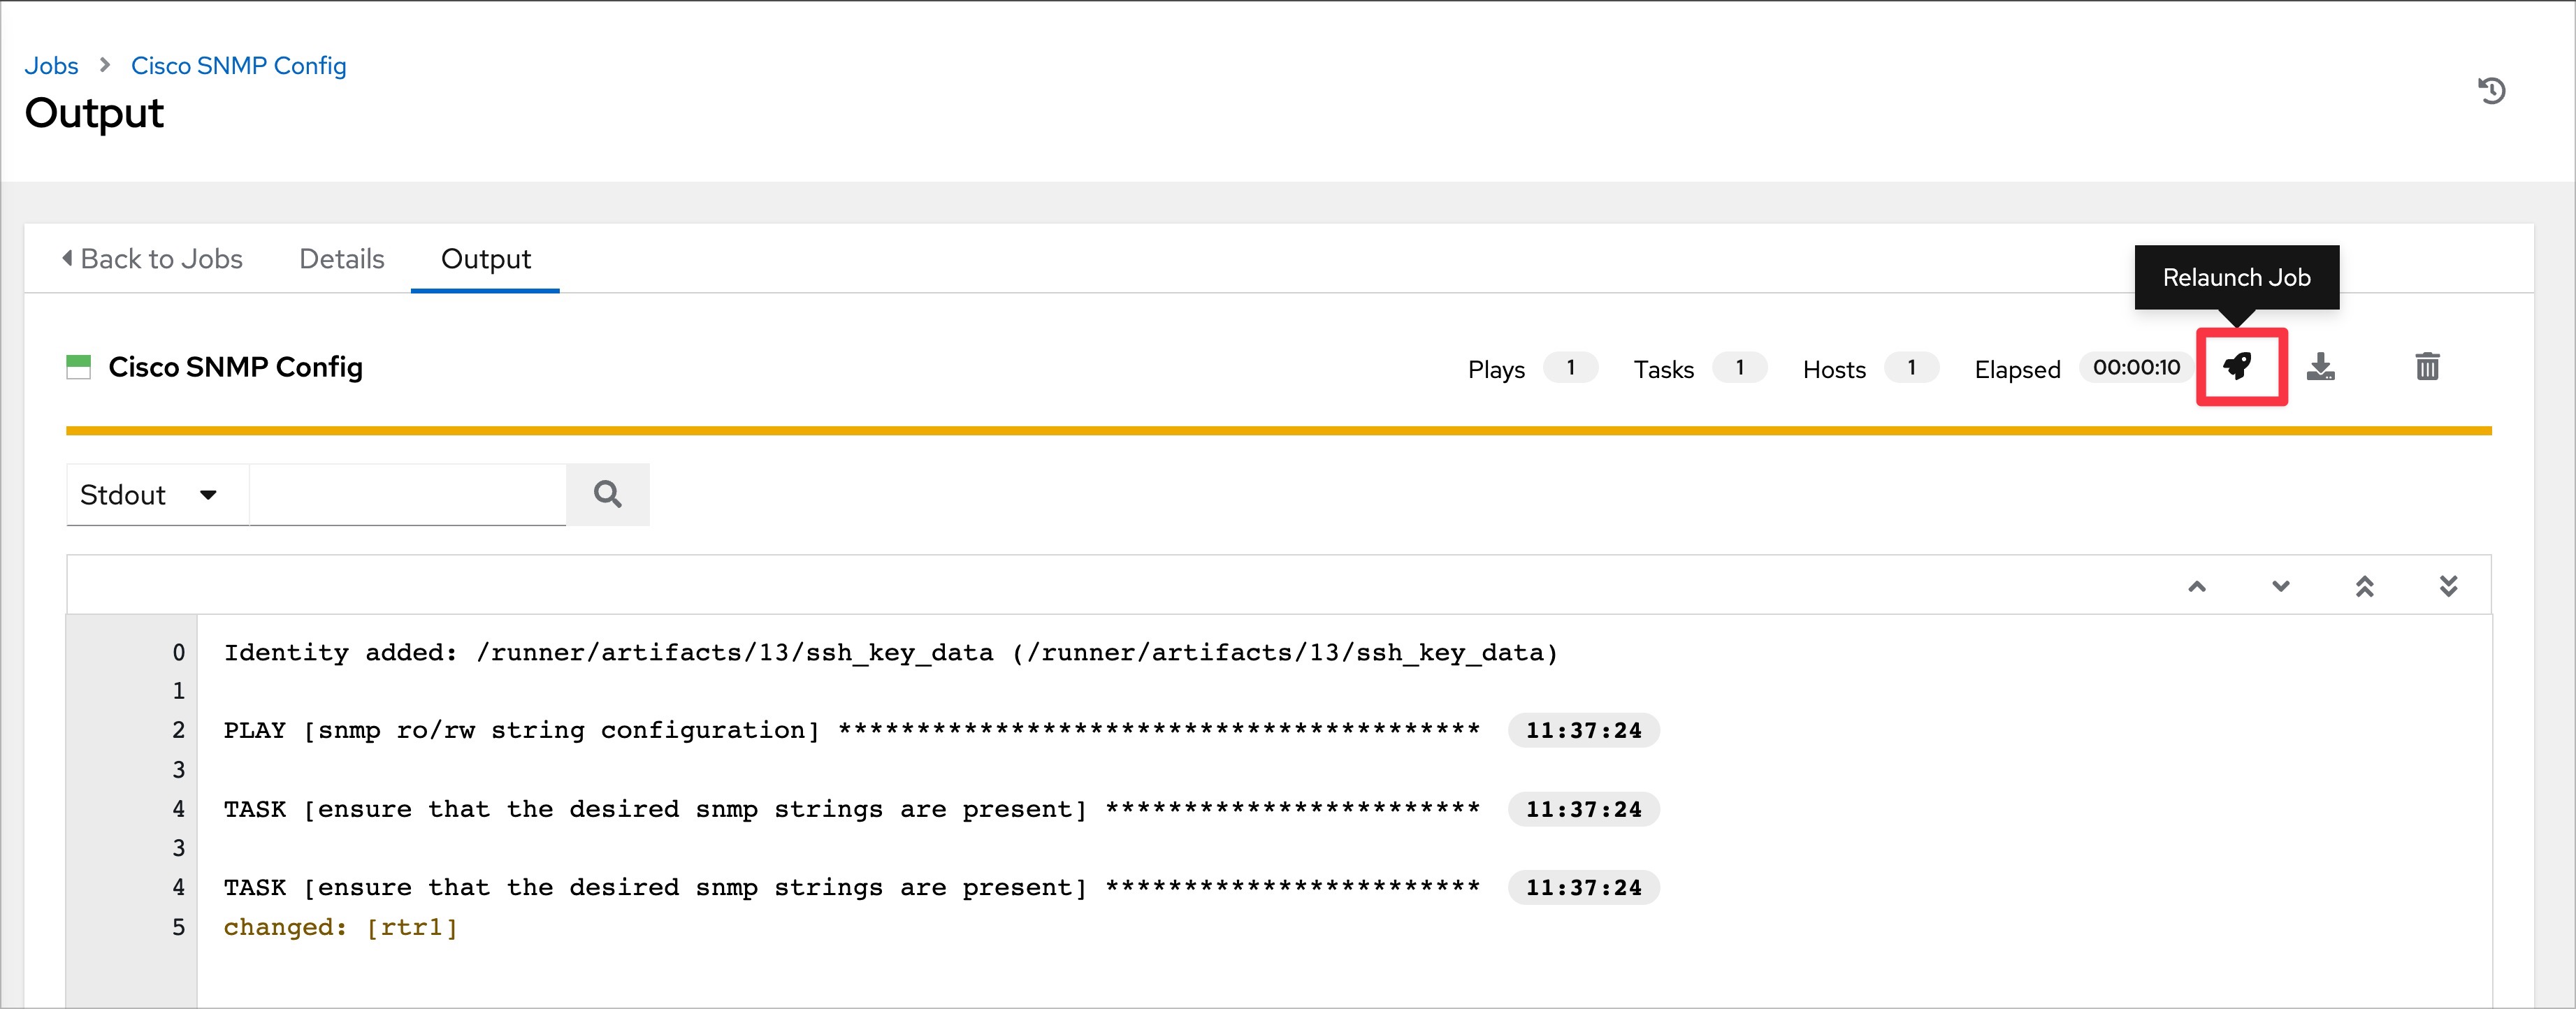 Jobs > Cisco SNMP Config
Output
Back to Jobs Details Output
Relaunch Job
Cisco SNMP Config Plays 1 Tasks 1 Hosts 1 Elapsed 00:00:10
Stdout
0 Identity added: /runner/artifacts/13/ssh_key_data (/runner/artifacts/13/ssh_key_data)
1
2 PLAY [snmp ro/rw string configuration] ***************************************** 11:37:24
3
4 TASK [ensure that the desired snmp strings are present] ************************ 11:37:24
3
4 TASK [ensure that the desired snmp strings are present] ************************ 11:37:24
5 changed: [rtr1]